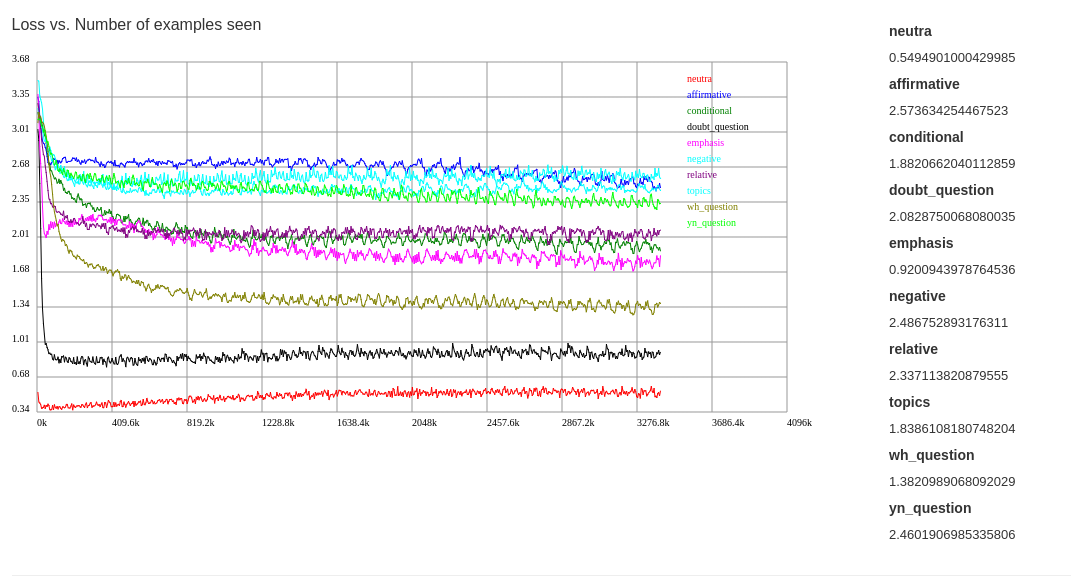 Loss vs. Number of examples seen
3.68
3.35
3.01
2.68
2.35
2.01
1.68
1.34
1.01
0.68
0.34
0k
409.6k
819.2k
1228.8k
1638.4k
2048k
2457.6k
2867.2k
3276.8k
3686.4k
4096k
neutra
affirmative
conditional
doubt_question
emphasis
negative
relative
topics
wh_question
yn_question
neutra
0.5494901000429985
affirmative
2.573634254467523
conditional
1.8820662040112859
doubt_question
2.0828750068080035
emphasis
0.9200943978764536
negative
2.486752893176311
relative
2.337113820879555
topics
1.8386108180748204
wh_question
1.3820989068092029
yn_question
2.4601906985335806